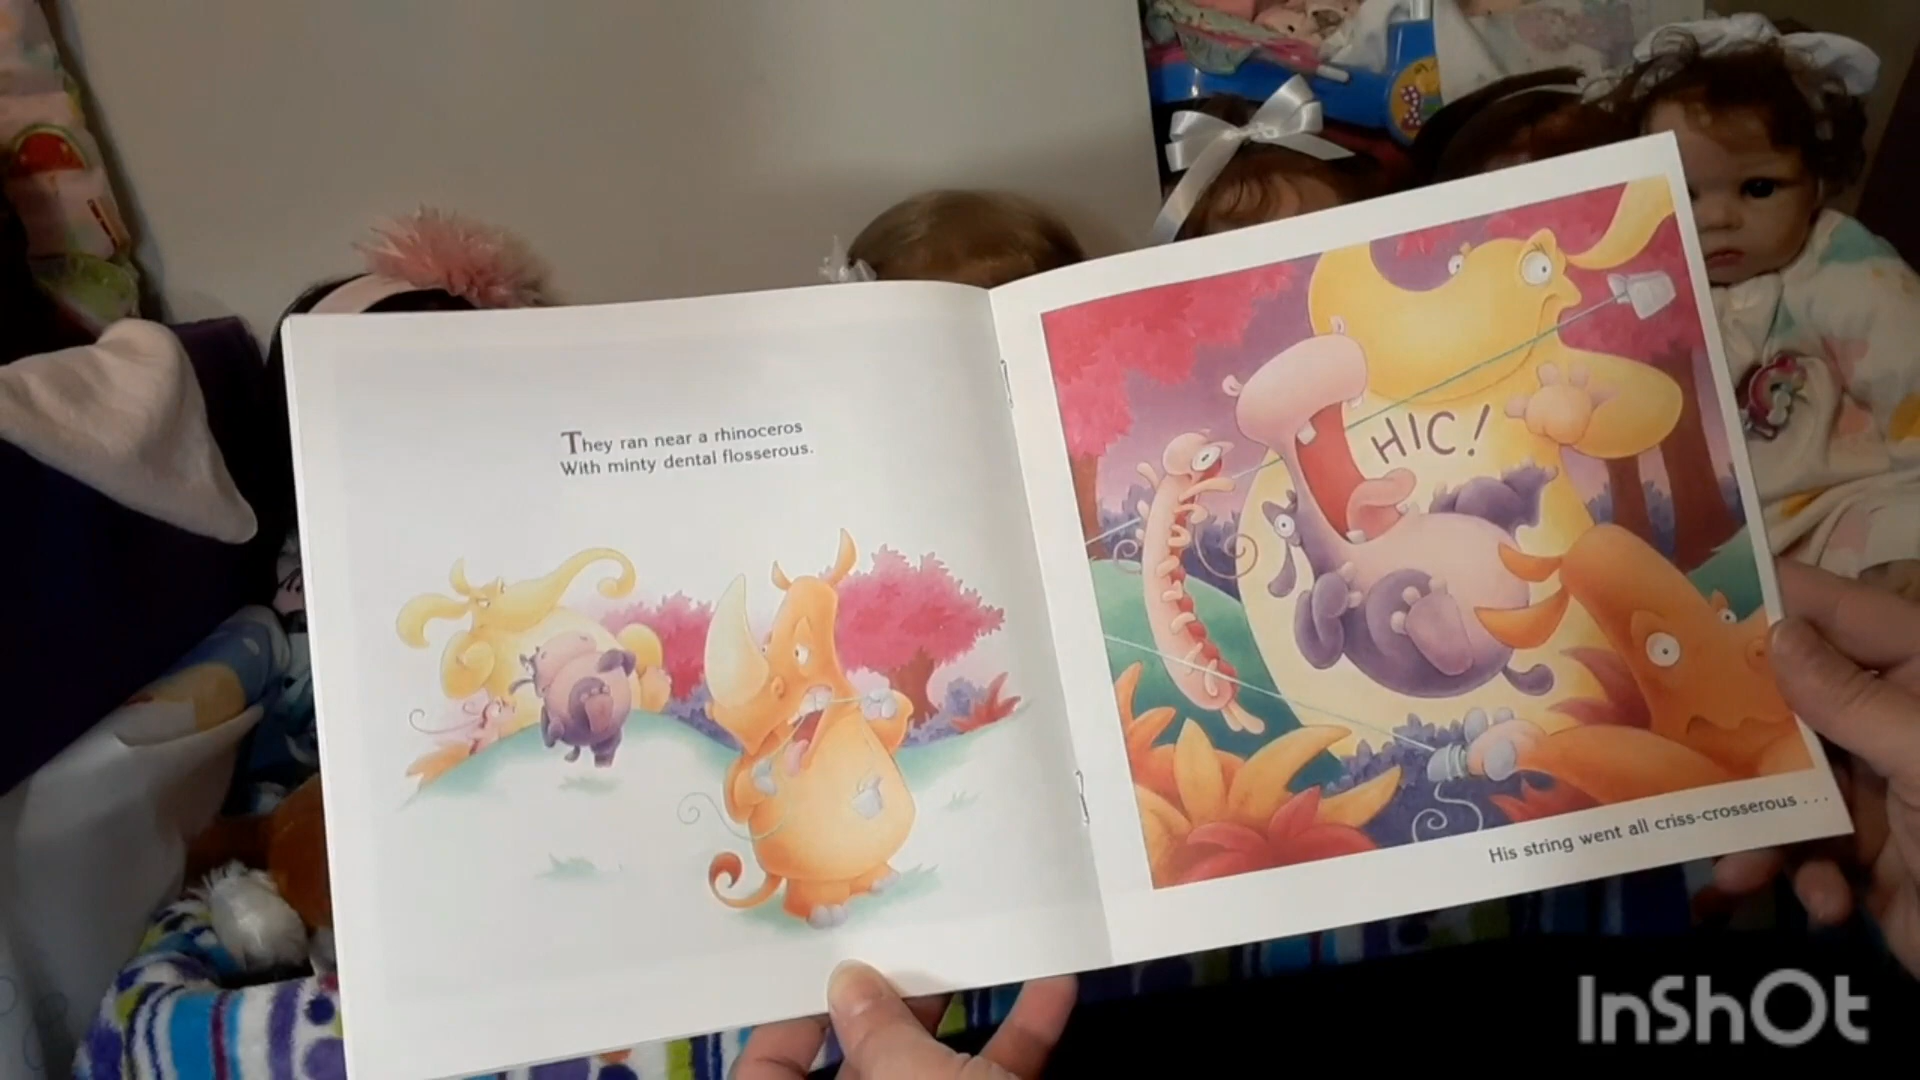 They ran near a rhinoceros
With minty dental flosserous.
HIC!
His string went all criss-crosserous . . .
InShOt